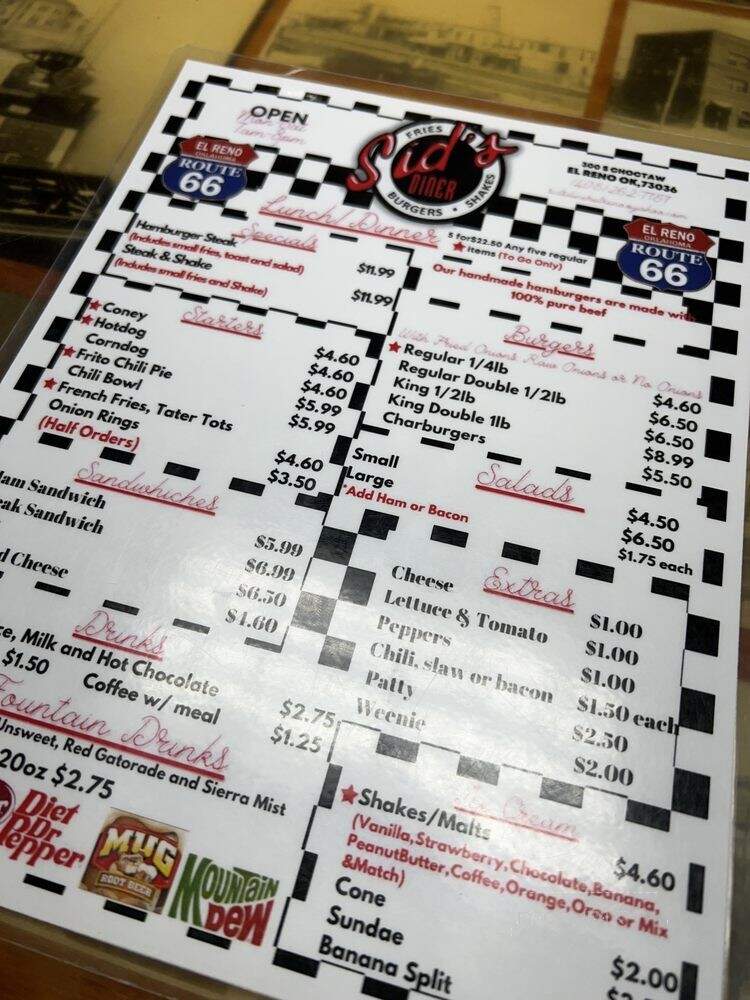 OPEN
Mon-Sat
7am-8pm
EL RENO
OKLAHOMA
ROUTE
66
FRIES
Sid's
DINER
BURGERS • SHAKES
300 S CHOCTAW
EL RENO OK,73036
EL RENO
OKLAHOMA
ROUTE
66
Lunch/Dinner
5 for$22.50 Any five regular
items (To Go Only)
Our handmade hamburgers are made with
100% pure beef
Specials
Hamburger Steak
(Includes small fries, toast and salad) $11.99
Steak & Shake
(Includes small fries and Shake) $11.99
Starters
Coney $4.60
Hotdog $4.60
Corndog $4.60
Frito Chili Pie $5.99
Chili Bowl $5.99
French Fries, Tater Tots
Onion Rings $4.60
(Half Orders) $3.50
Burgers
With Fried Onions Raw Onions or No Onions
Regular 1/4lb $4.60
Regular Double 1/2lb $6.50
King 1/2lb $6.50
King Double 1lb $8.99
Charburgers $5.50
Salads
Small $4.50
Large $6.50
*Add Ham or Bacon $1.75 each
Sandwhiches
Sandwich $5.99
Sandwich $6.99
$6.50
Cheese $4.60
Extras
Cheese $1.00
Lettuce & Tomato $1.00
Peppers $1.00
Chili, slaw or bacon $1.50 each
Patty $2.50
Weenie $2.00
Drinks
Milk and Hot Chocolate $2.75
$1.50 Coffee w/ meal $1.25
Fountain Drinks
Unsweet, Red Gatorade and Sierra Mist
20oz $2.75
Diet
Dr
Pepper
MUG
ROOT BEER
Mountain
Dew
Ice Cream
Shakes/Malts $4.60
(Vanilla,Strawberry,Chocolate,Banana,
PeanutButter,Coffee,Orange,Oreo or Mix
&Match)
Cone $2.00
Sundae
Banana Split